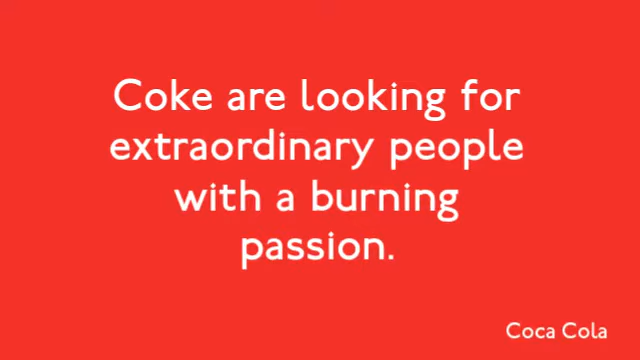 Coke are looking for
extraordinary people
with a burning
passion.
Coca Cola